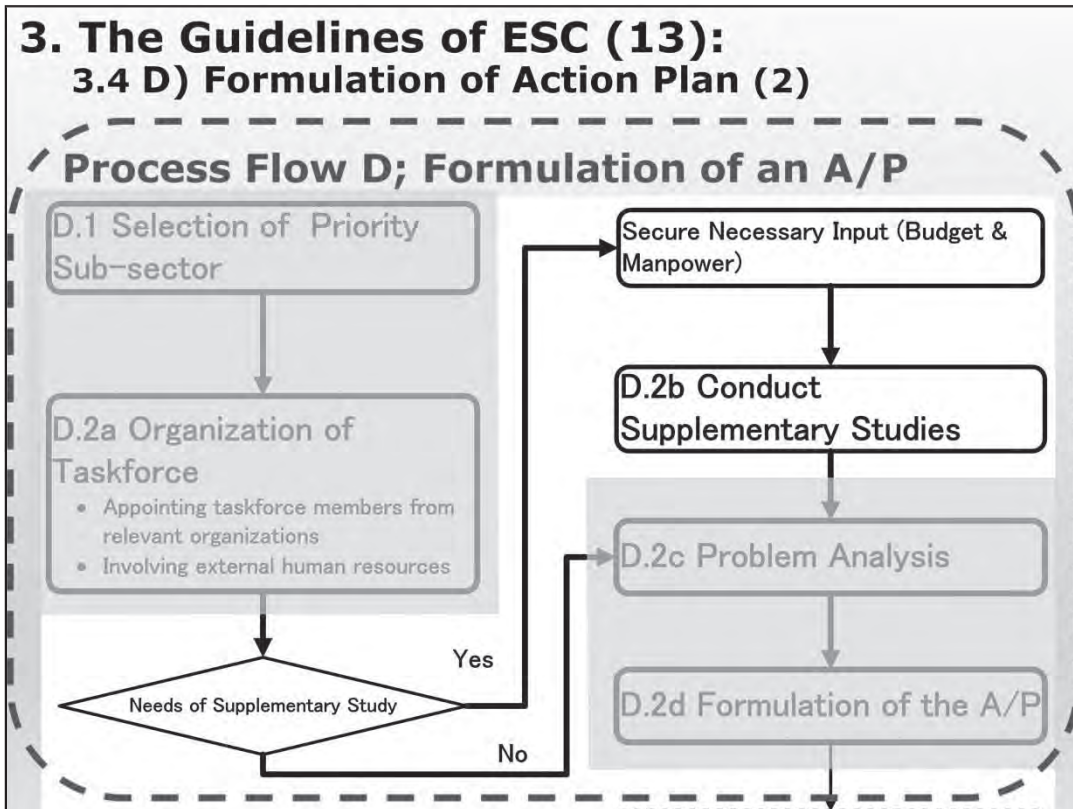 3. The Guidelines of ESC (13):
3.4 D) Formulation of Action Plan (2)
Process Flow D; Formulation of an A/P
D.1 Selection of Priority
Sub-sector
D.2a Organization of
Taskforce
• Appointing taskforce members from
relevant organizations
• Involving external human resources
Needs of Supplementary Study
Yes
No
Secure Necessary Input (Budget &
Manpower)
D.2b Conduct
Supplementary Studies
D.2c Problem Analysis
D.2d Formulation of the A/P